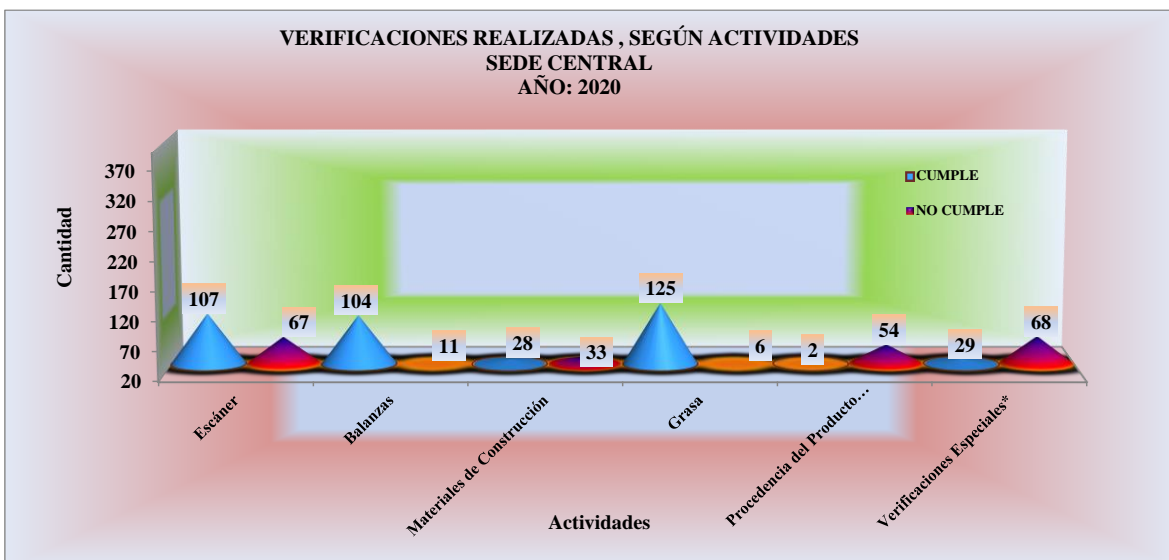 VERIFICACIONES REALIZADAS , SEGÚN ACTIVIDADES
SEDE CENTRAL
AÑO: 2020
Cantidad
370
320
270
220
170
120
70
20
CUMPLE
NO CUMPLE
107
67
104
11
28
33
125
6
2
54
29
68
Escáner
Balanzas
Materiales de Construcción
Grasa
Procedencia del Producto…
Verificaciones Especiales*
Actividades